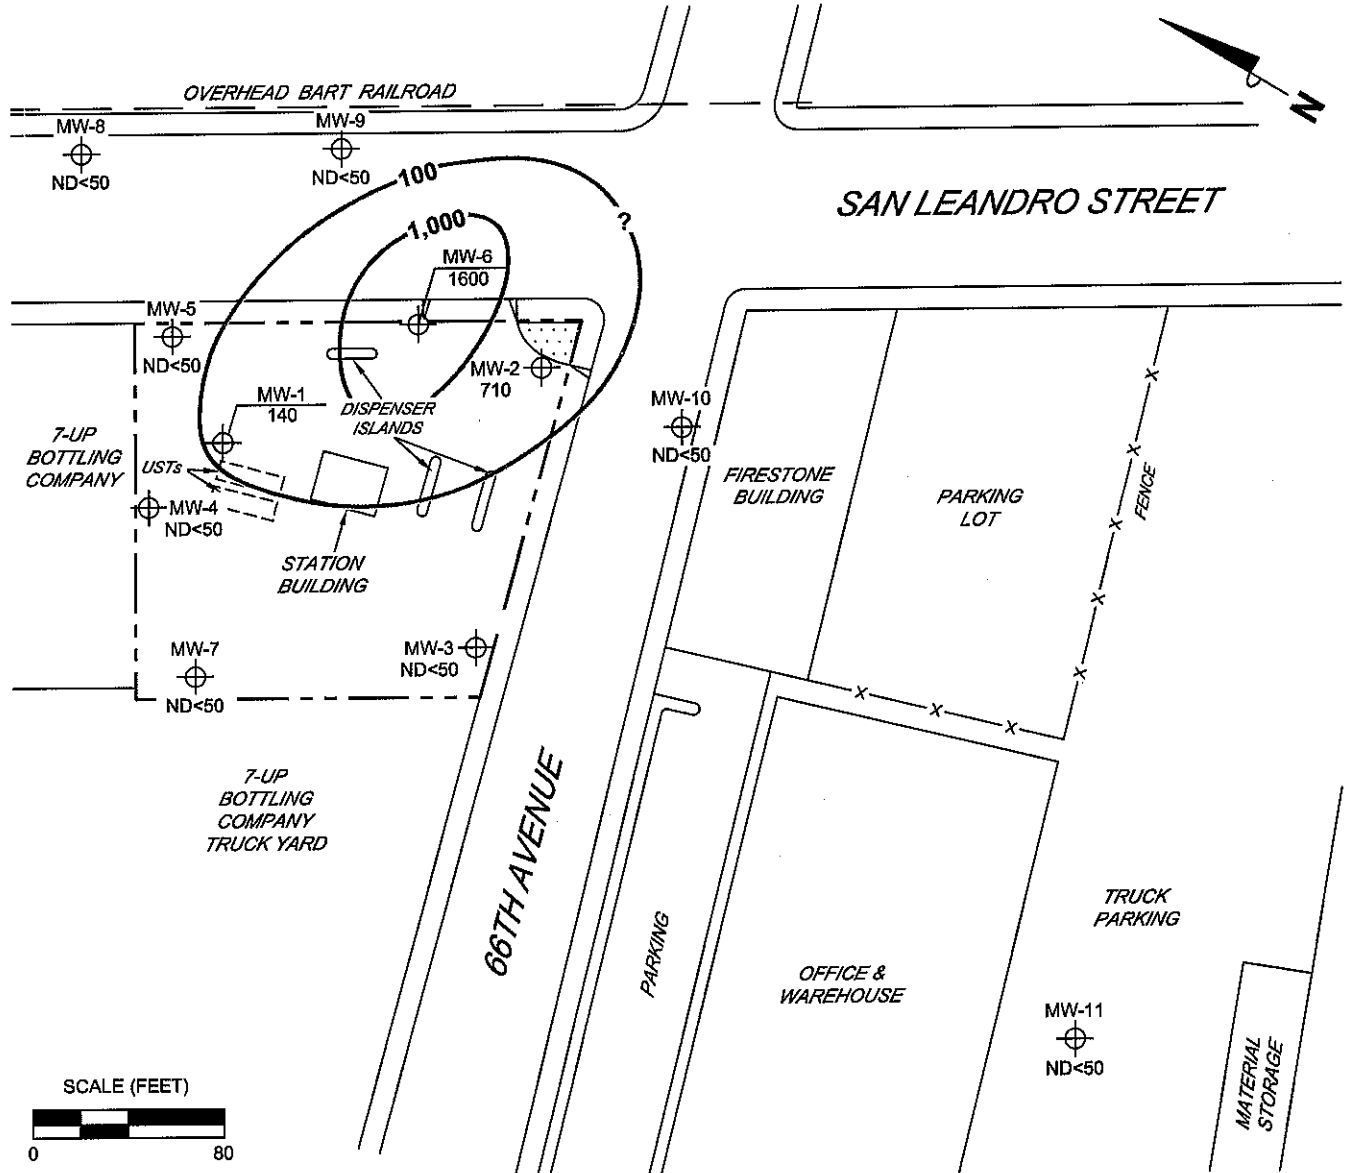 OVERHEAD BART RAILROAD
N
MW-8
ND<50
MW-9
ND<50
100
?
1,000
SAN LEANDRO STREET
MW-6
1600
MW-5
ND<50
MW-2
710
MW-1
140
DISPENSER
ISLANDS
MW-10
ND<50
7-UP
BOTTLING
COMPANY
USTs
MW-4
ND<50
FIRESTONE
BUILDING
PARKING
LOT
FENCE
X
X
X
X
X
STATION
BUILDING
MW-7
ND<50
MW-3
ND<50
X
X
X
7-UP
BOTTLING
COMPANY
TRUCK YARD
66TH AVENUE
PARKING
OFFICE &
WAREHOUSE
TRUCK
PARKING
MW-11
ND<50
MATERIAL
STORAGE
SCALE (FEET)
0
80